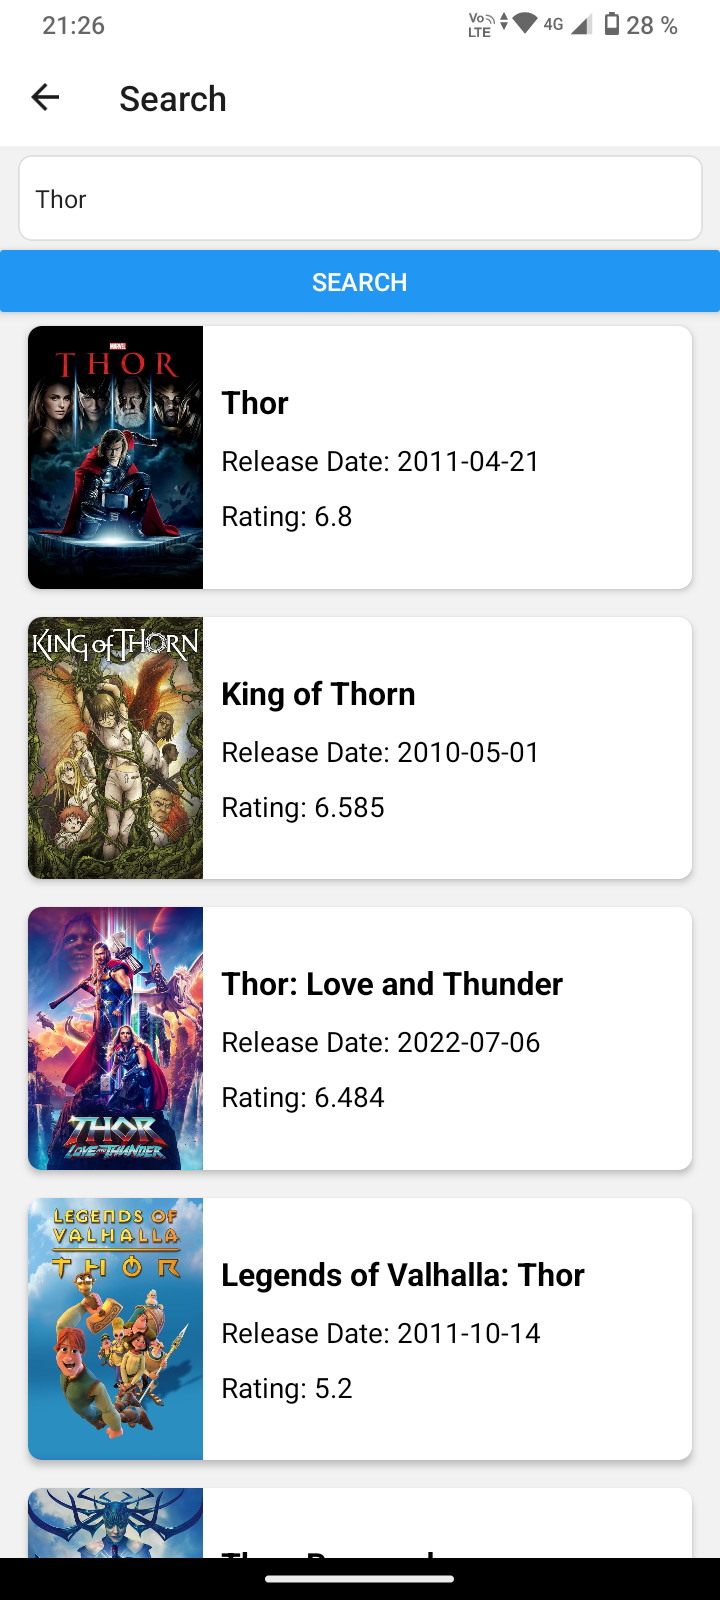 21:26
Vo LTE 4G 28 %
Search
Thor
SEARCH
MARVEL
THOR
Thor
Release Date: 2011-04-21
Rating: 6.8
KING of THORN
King of Thorn
Release Date: 2010-05-01
Rating: 6.585
THOR
LOVE AND THUNDER
Thor: Love and Thunder
Release Date: 2022-07-06
Rating: 6.484
LEGENDS OF
VALHALLA
THOR
Legends of Valhalla: Thor
Release Date: 2011-10-14
Rating: 5.2